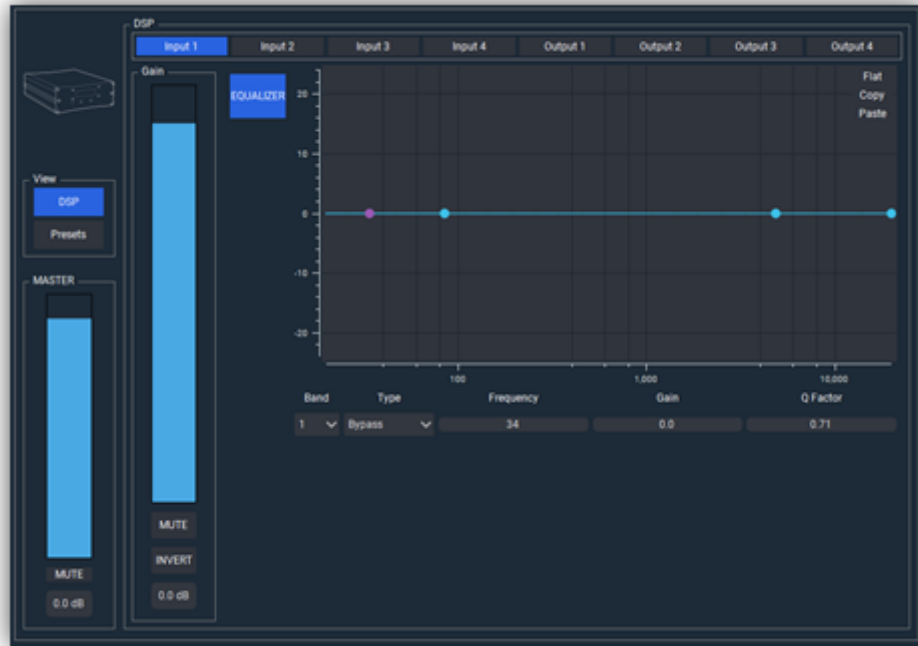 DSP
Input 1 Input 2 Input 3 Input 4 Output 1 Output 2 Output 3 Output 4
View
DSP
Presets
MASTER
MUTE
0.0 dB
Gain
MUTE
INVERT
0.0 dB
EQUALIZER
Flat
Copy
Paste
20
10
0
-10
-20
100 1,000 10,000
Band Type Frequency Gain Q Factor
1 Bypass 34 0.0 0.71